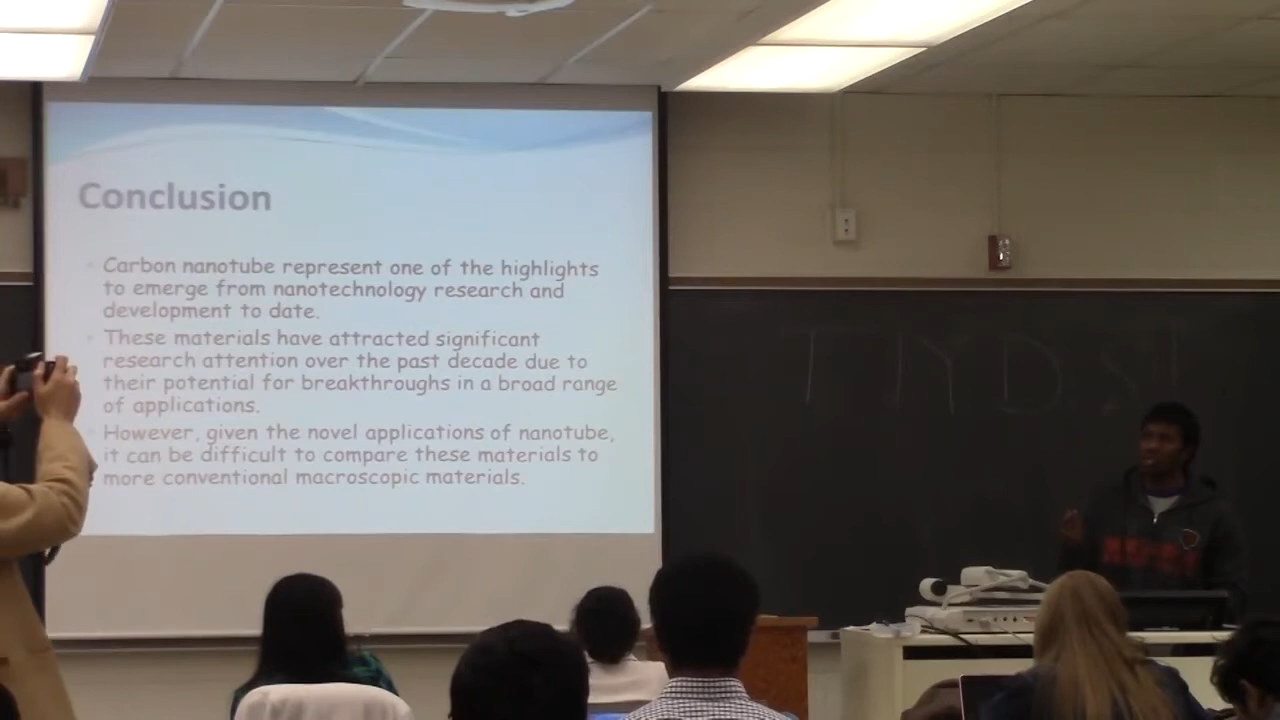 Conclusion
Carbon nanotube represent one of the highlights
to emerge from nanotechnology research and
development to date.
These materials have attracted significant
research attention over the past decade due to
their potential for breakthroughs in a broad range
of applications.
However, given the novel applications of nanotube,
it can be difficult to compare these materials to
more conventional macroscopic materials.